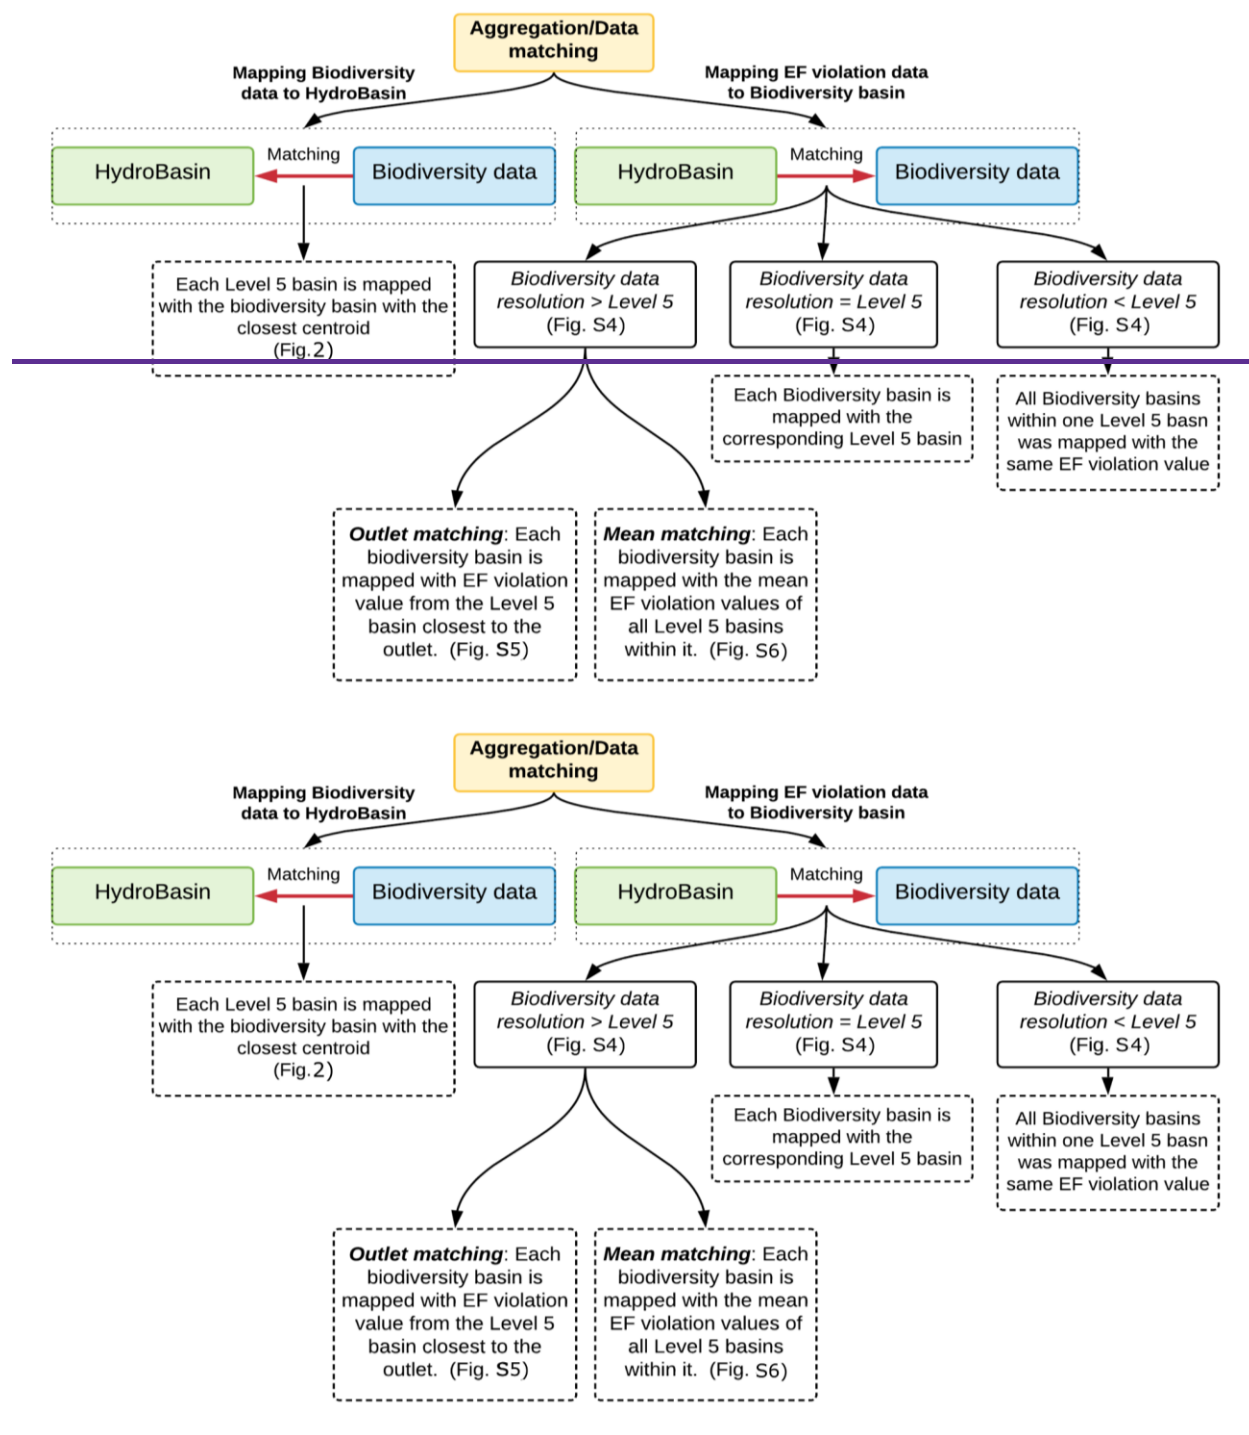 Aggregation/Data
matching
Mapping Biodiversity
data to HydroBasin
Mapping EF violation data
to Biodiversity basin
HydroBasin
Matching
Biodiversity data
HydroBasin
Matching
Biodiversity data
Each Level 5 basin is mapped
with the biodiversity basin with the
closest centroid
(Fig.2)
Biodiversity data
resolution > Level 5
(Fig. S4)
Biodiversity data
resolution = Level 5
(Fig. S4)
Biodiversity data
resolution < Level 5
(Fig. S4)
Each Biodiversity basin is
mapped with the
corresponding Level 5 basin
All Biodiversity basins
within one Level 5 basn
was mapped with the
same EF violation value
Outlet matching: Each
biodiversity basin is
mapped with EF violation
value from the Level 5
basin closest to the
outlet. (Fig. S5)
Mean matching: Each
biodiversity basin is
mapped with the mean
EF violation values of
all Level 5 basins
within it. (Fig. S6)
Aggregation/Data
matching
Mapping Biodiversity
data to HydroBasin
Mapping EF violation data
to Biodiversity basin
HydroBasin
Matching
Biodiversity data
HydroBasin
Matching
Biodiversity data
Each Level 5 basin is mapped
with the biodiversity basin with the
closest centroid
(Fig.2)
Biodiversity data
resolution > Level 5
(Fig. S4)
Biodiversity data
resolution = Level 5
(Fig. S4)
Biodiversity data
resolution < Level 5
(Fig. S4)
Each Biodiversity basin is
mapped with the
corresponding Level 5 basin
All Biodiversity basins
within one Level 5 basn
was mapped with the
same EF violation value
Outlet matching: Each
biodiversity basin is
mapped with EF violation
value from the Level 5
basin closest to the
outlet. (Fig. S5)
Mean matching: Each
biodiversity basin is
mapped with the mean
EF violation values of
all Level 5 basins
within it. (Fig. S6)